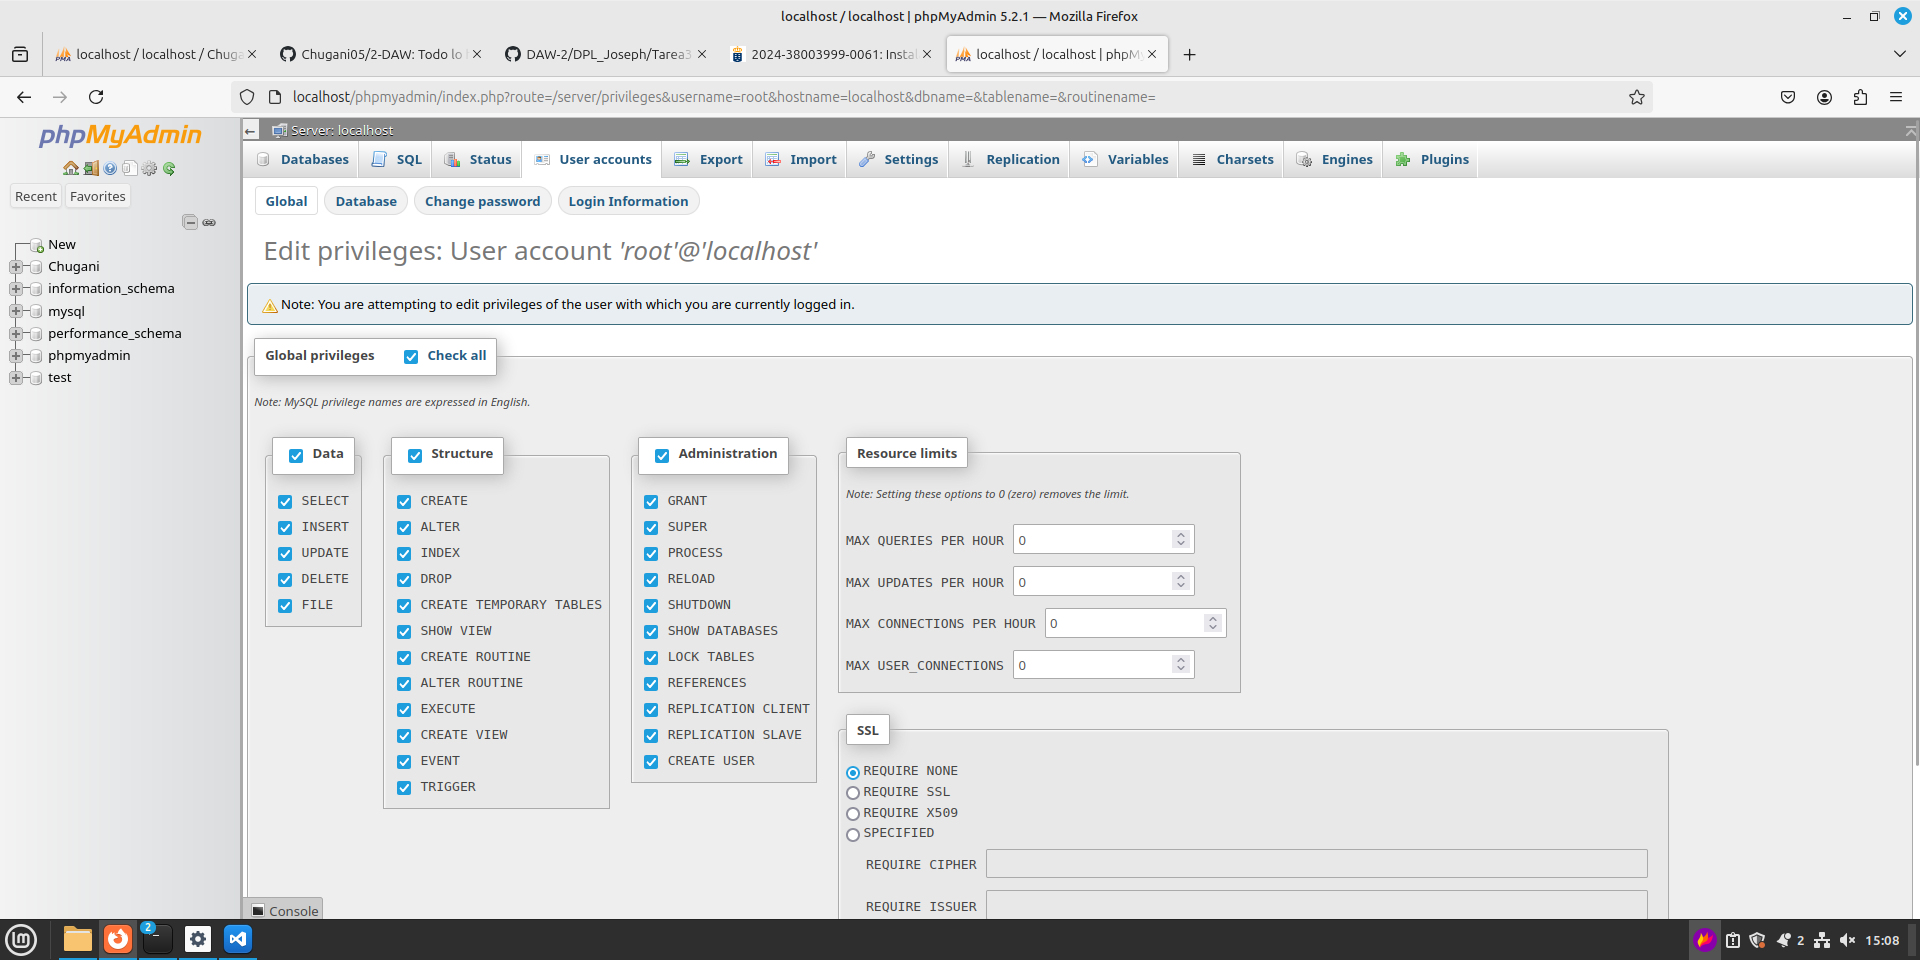 localhost / localhost | phpMyAdmin 5.2.1 — Mozilla Firefox
localhost / localhost / Chuga
Chugani05/2-DAW: Todo lo
DAW-2/DPL_Joseph/Tarea3
2024-38003999-0061: Insta
localhost / localhost | phpMy
localhost/phpmyadmin/index.php?route=/server/privileges&username=root&hostname=localhost&dbname=&tablename=&routinename=
phpMyAdmin
Recent
Favorites
New
Chugani
information_schema
mysql
performance_schema
phpmyadmin
test
Server: localhost
Databases
SQL
Status
User accounts
Export
Import
Settings
Replication
Variables
Charsets
Engines
Plugins
Global
Database
Change password
Login Information
Edit privileges: User account 'root'@'localhost'
Note: You are attempting to edit privileges of the user with which you are currently logged in.
Global privileges
Check all
Note: MySQL privilege names are expressed in English.
Data
SELECT
INSERT
UPDATE
DELETE
FILE
Structure
CREATE
ALTER
INDEX
DROP
CREATE TEMPORARY TABLES
SHOW VIEW
CREATE ROUTINE
ALTER ROUTINE
EXECUTE
CREATE VIEW
EVENT
TRIGGER
Administration
GRANT
SUPER
PROCESS
RELOAD
SHUTDOWN
SHOW DATABASES
LOCK TABLES
REFERENCES
REPLICATION CLIENT
REPLICATION SLAVE
CREATE USER
Resource limits
Note: Setting these options to 0 (zero) removes the limit.
MAX QUERIES PER HOUR 0
MAX UPDATES PER HOUR 0
MAX CONNECTIONS PER HOUR 0
MAX USER_CONNECTIONS 0
SSL
REQUIRE NONE
REQUIRE SSL
REQUIRE X509
SPECIFIED
REQUIRE CIPHER
REQUIRE ISSUER
Console
2
2
15:08